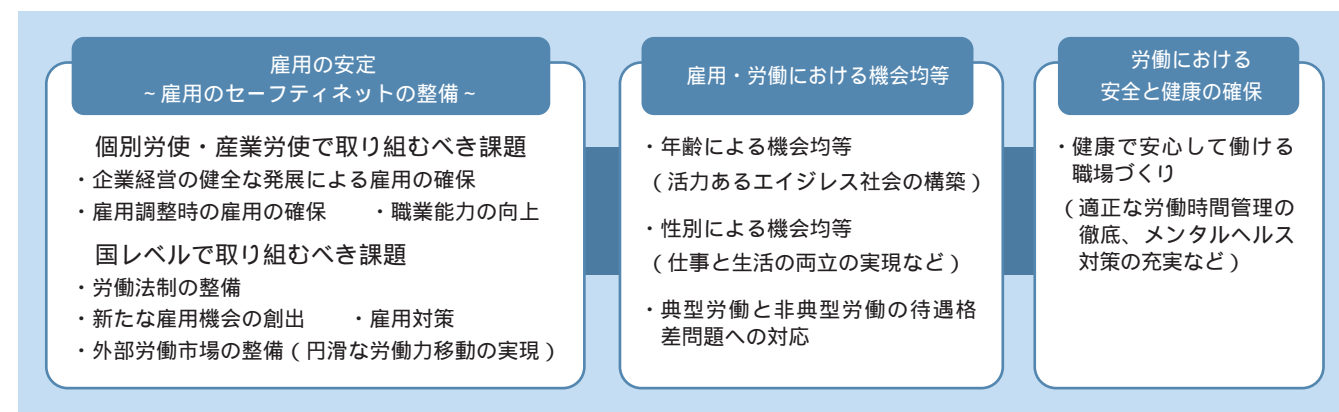 雇用の安定
~雇用のセーフティネットの整備~
個別労使・産業労使で取り組むべき課題
・企業経営の健全な発展による雇用の確保
・雇用調整時の雇用の確保　・職業能力の向上
国レベルで取り組むべき課題
・労働法制の整備
・新たな雇用機会の創出　・雇用対策
・外部労働市場の整備(円滑な労働力移動の実現)
雇用・労働における機会均等
・年齢による機会均等
(活力あるエイジレス社会の構築)
・性別による機会均等
(仕事と生活の両立の実現など)
・典型労働と非典型労働の待遇格
差問題への対応
労働における
安全と健康の確保
・健康で安心して働ける
職場づくり
(適正な労働時間管理の
徹底、メンタルヘルス
対策の充実など)